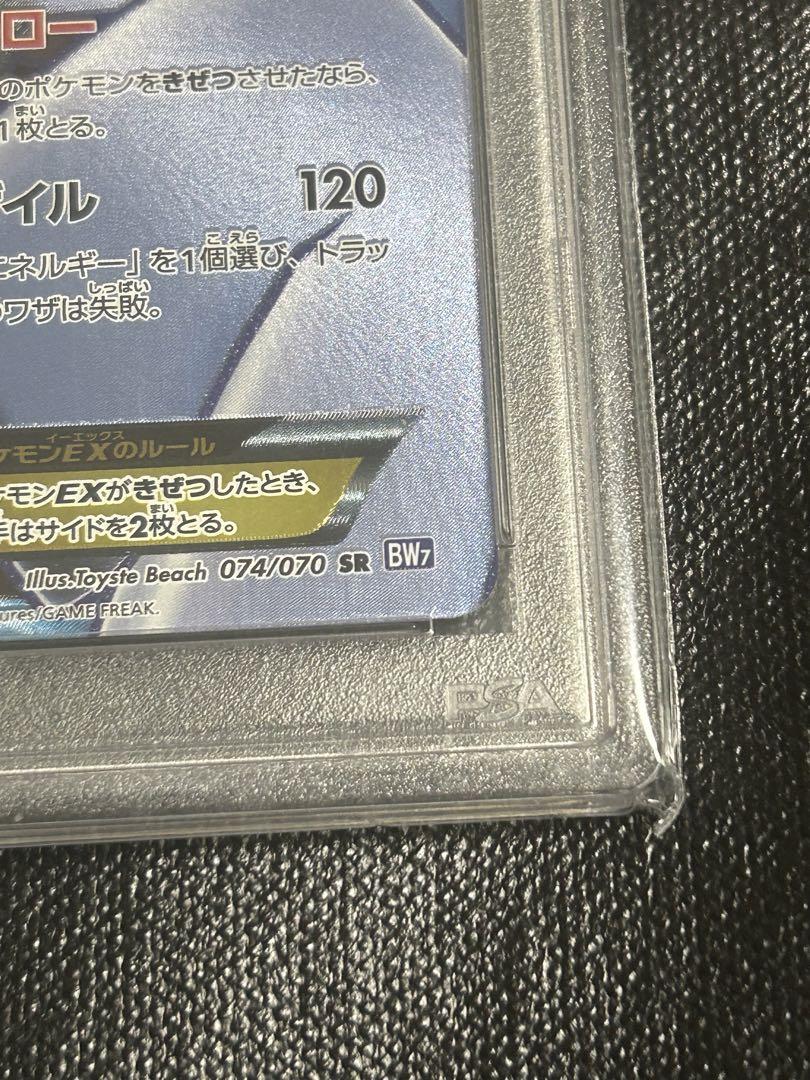 ロー
のポケモンをきぜつさせたなら、
1枚とる。
まい
イル 120
エネルギー」を1個選び、トラッ
こ えら
ワザは失敗。
しっぱい
イーエックス
ケモンEXのルール
ケモンEXがきぜつしたとき、
手はサイドを2枚とる。
まい
Illus.Toyste Beach 074/070 SR BW7
ures/GAME FREAK.
PSA